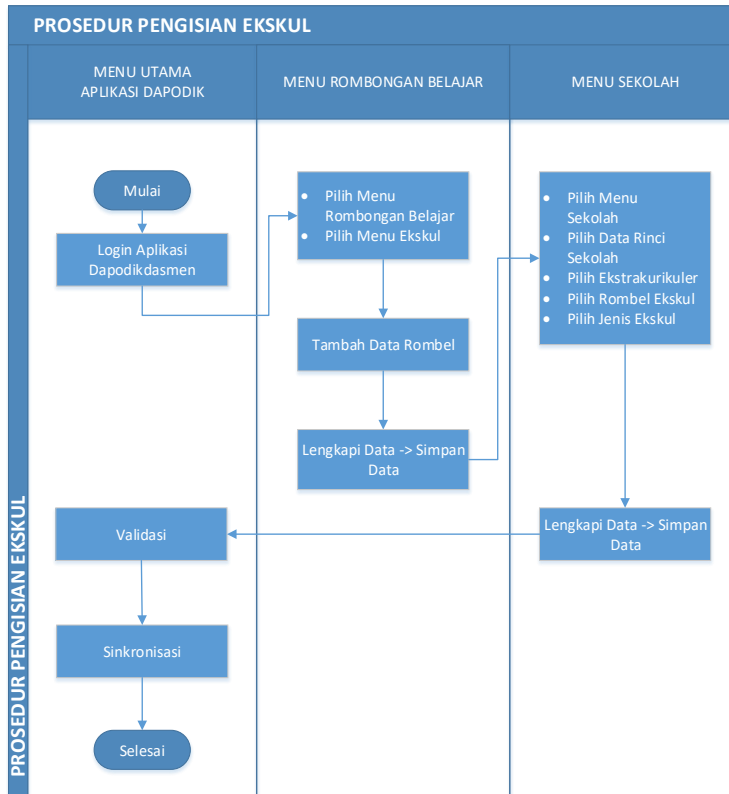 PROSEDUR PENGISIAN EKSKUL
PROSEDUR PENGISIAN EKSKUL
MENU UTAMA
APLIKASI DAPODIK
MENU ROMBONGAN BELAJAR
MENU SEKOLAH
Mulai
Login Aplikasi
Dapodikdasmen
• Pilih Menu
Rombongan Belajar
• Pilih Menu Ekskul
Tambah Data Rombel
Lengkapi Data -> Simpan
Data
• Pilih Menu
Sekolah
• Pilih Data Rinci
Sekolah
• Pilih Ekstrakurikuler
• Pilih Rombel Ekskul
• Pilih Jenis Ekskul
Lengkapi Data -> Simpan
Data
Validasi
Sinkronisasi
Selesai